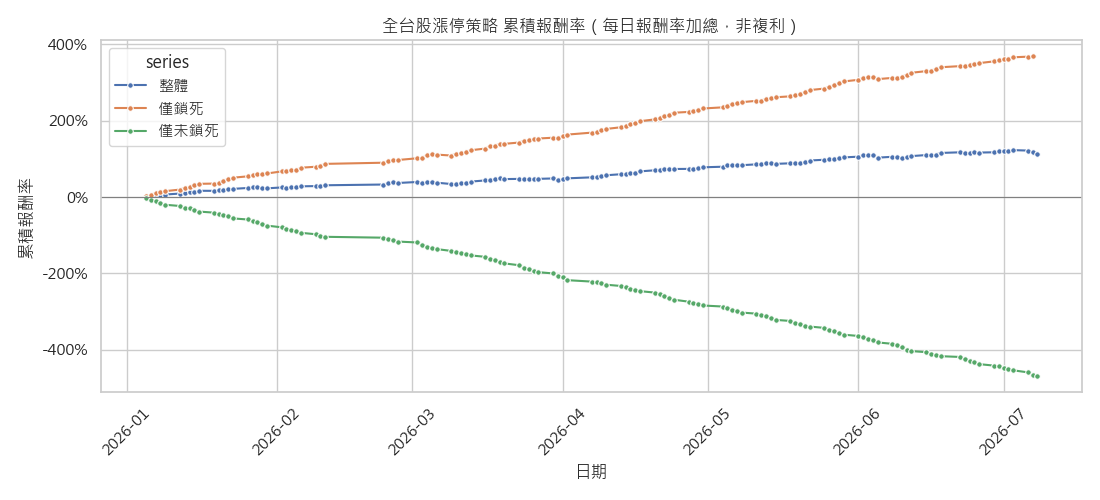 全台股漲停策略 累積報酬率 ( 每日報酬率加總 · 非複利 )
series
整體
僅鎖死
僅未鎖死
400%
200%
0%
-200%
-400%
累積報酬率
2026-01
2026-02
2026-03
2026-04
2026-05
2026-06
2026-07
日期